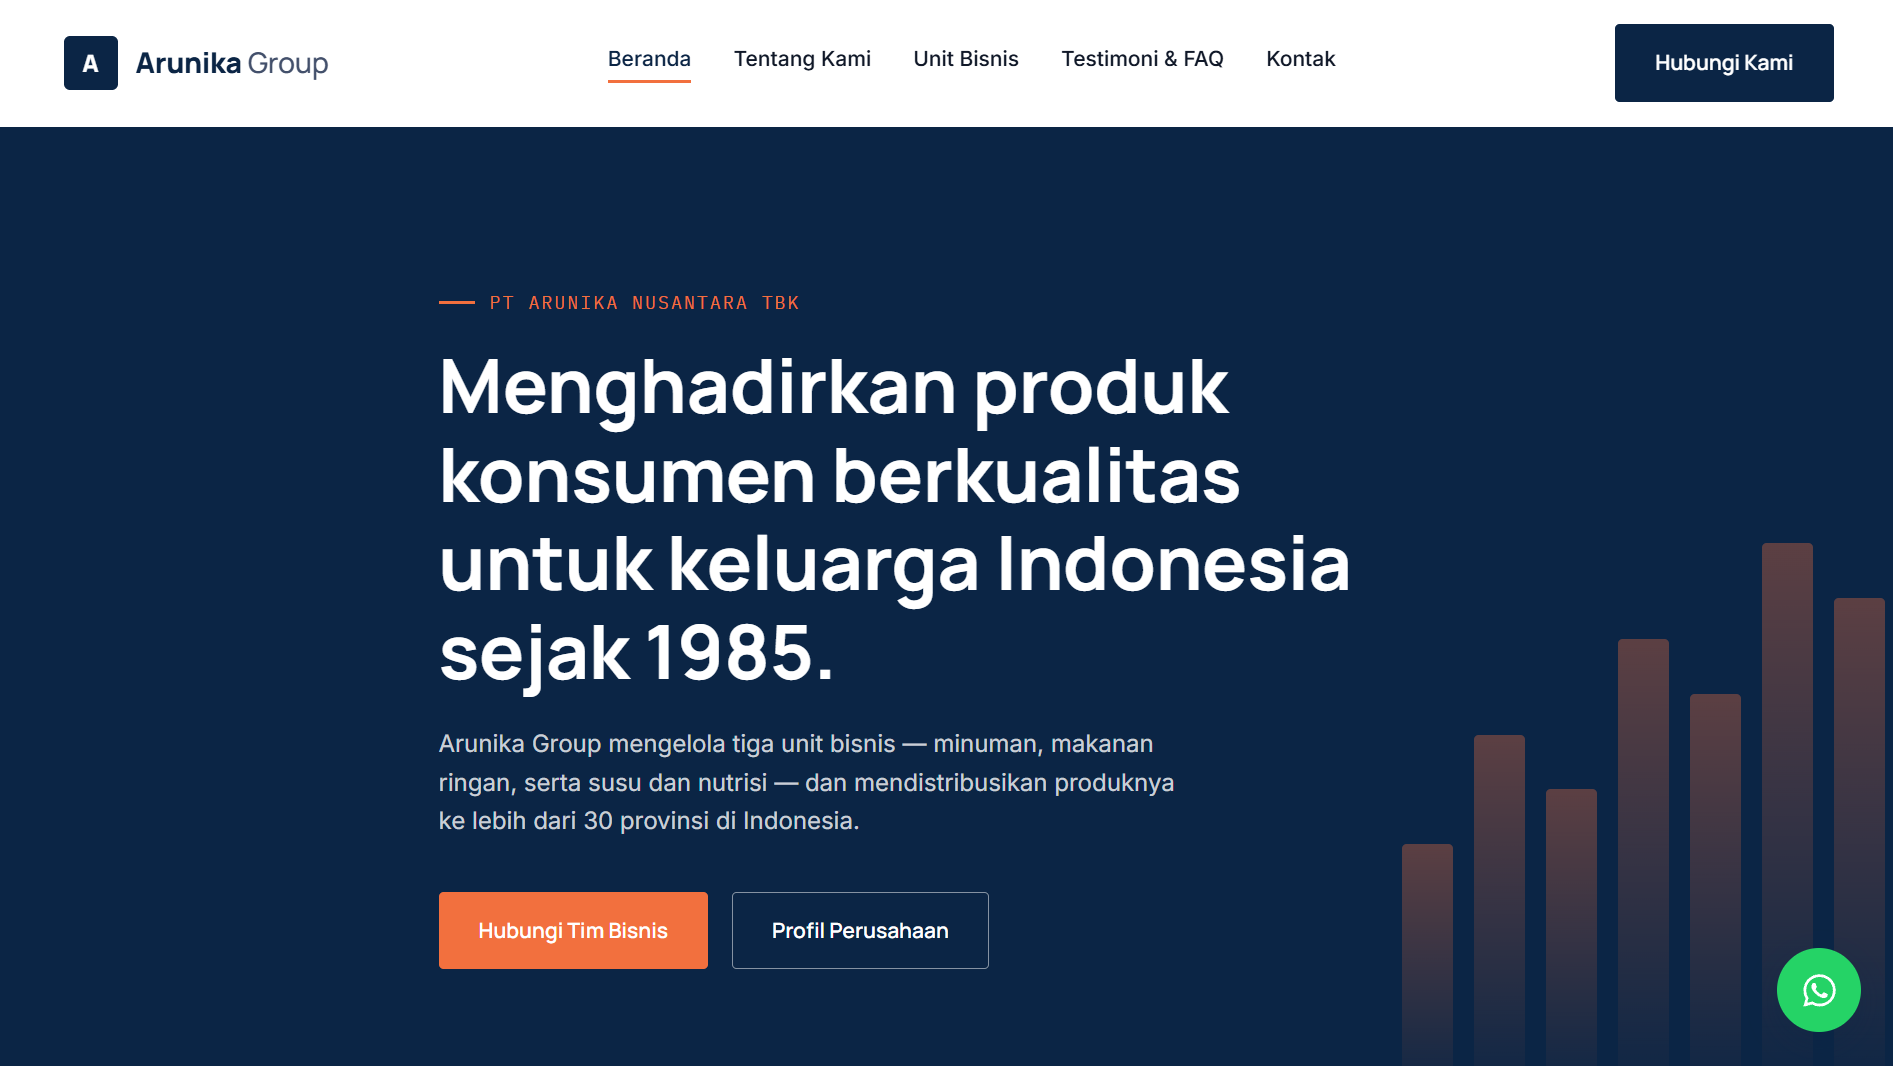 A
Arunika Group
Beranda
Tentang Kami
Unit Bisnis
Testimoni & FAQ
Kontak
Hubungi Kami
PT ARUNIKA NUSANTARA TBK
Menghadirkan produk
konsumen berkualitas
untuk keluarga Indonesia
sejak 1985.
Arunika Group mengelola tiga unit bisnis — minuman, makanan
ringan, serta susu dan nutrisi — dan mendistribusikan produknya
ke lebih dari 30 provinsi di Indonesia.
Hubungi Tim Bisnis
Profil Perusahaan